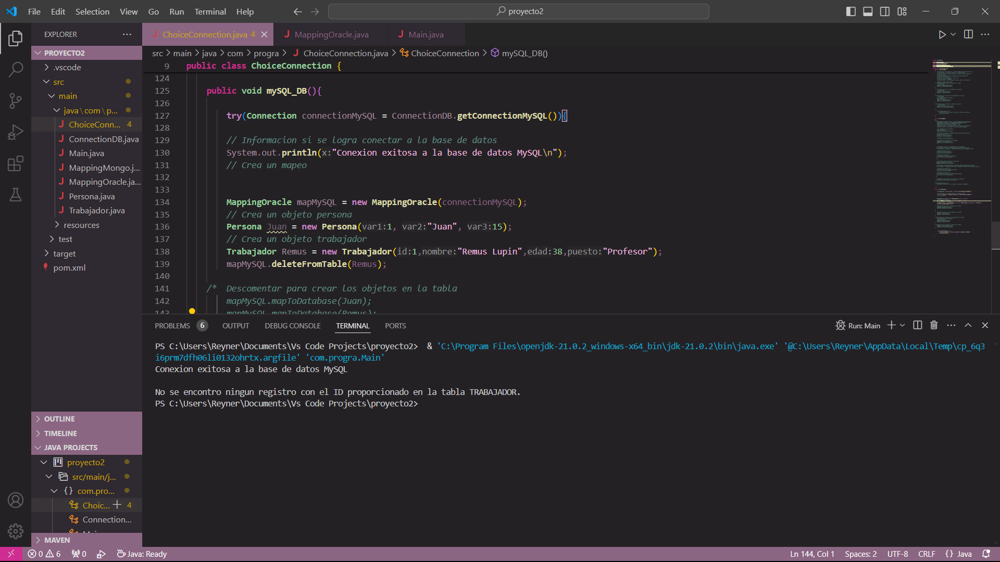 File Edit Selection View Go Run Terminal Help
proyecto2
EXPLORER
PROYECTO2
.vscode
src
main
java\com\p...
ChoiceConn... 4
ConnectionDB.java
Main.java
MappingMongo.j...
MappingOracle.ja...
Persona.java
Trabajador.java
resources
test
target
pom.xml
OUTLINE
TIMELINE
JAVA PROJECTS
proyecto2
src/main/j...
com.pro...
Choic... 4
Connection...
MAVEN
ChoiceConnection.java 4
MappingOracle.java
Main.java
src > main > java > com > progra > ChoiceConnection.java > ChoiceConnection > mySQL_DB()
9 public class ChoiceConnection {
124
125 public void mySQL_DB(){
126
127 try(Connection connectionMySQL = ConnectionDB.getConnectionMySQL()){
128
129 // Informacion si se logra conectar a la base de datos
130 System.out.println(x:"Conexion exitosa a la base de datos MySQL\n");
131 // Crea un mapeo
132
133
134 MappingOracle mapMySQL = new MappingOracle(connectionMySQL);
135 // Crea un objeto persona
136 Persona Juan = new Persona(var1:1, var2:"Juan", var3:15);
137 // Crea un objeto trabajador
138 Trabajador Remus = new Trabajador(id:1,nombre:"Remus Lupin",edad:38,puesto:"Profesor");
139 mapMySQL.deleteFromTable(Remus);
140
141 /* Descomentar para crear los objetos en la tabla
142 mapMySQL.mapToDatabase(Juan);
143 mapMySQL.mapToDatabase(Remus);
PROBLEMS 6 OUTPUT DEBUG CONSOLE TERMINAL PORTS
Run: Main
PS C:\Users\Reyner\Documents\Vs Code Projects\proyecto2> & 'C:\Program Files\openjdk-21.0.2_windows-x64_bin\jdk-21.0.2\bin\java.exe' '@C:\Users\Reyner\AppData\Local\Temp\cp_6q3
i6prm7dfh06li0132ohrtx.argfile' 'com.progra.Main'
Conexion exitosa a la base de datos MySQL
No se encontro ningun registro con el ID proporcionado en la tabla TRABAJADOR.
PS C:\Users\Reyner\Documents\Vs Code Projects\proyecto2>
0 6 0 Java: Ready
Ln 144, Col 1 Spaces: 2 UTF-8 CRLF {} Java